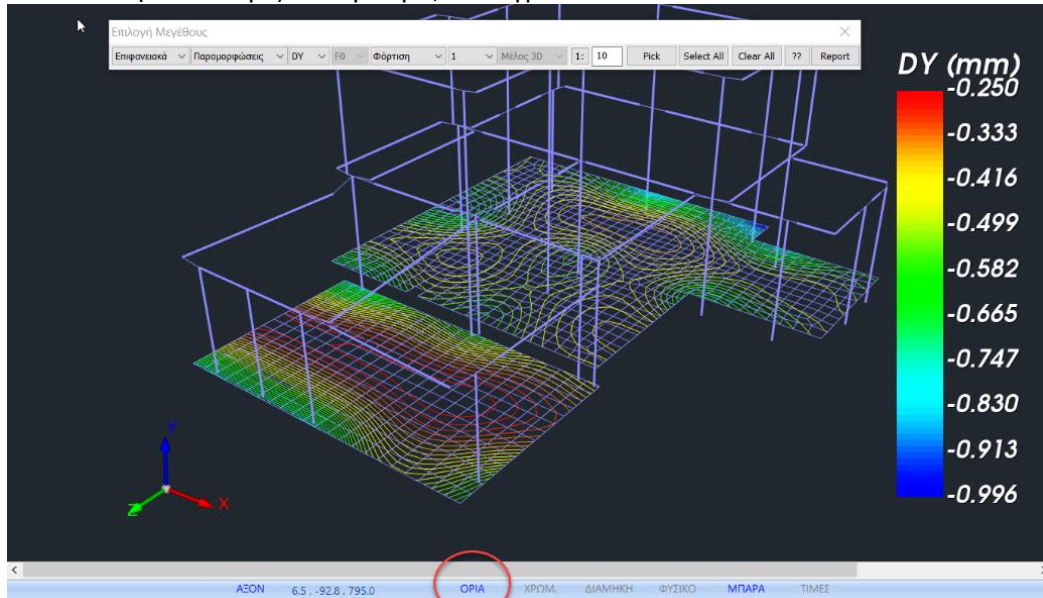 Επιλογή Μεγέθους
Επιφανειακά Παραμορφώσεις DY F0 Φόρτιση 1 Μέλος 3D 1: 10 Pick Select All Clear All ?? Report
DY (mm)
-0.250
-0.333
-0.416
-0.499
-0.582
-0.665
-0.747
-0.830
-0.913
-0.996
Y
Z
X
ΑΞΟΝ 6.5 , -92.8 , 795.0 ΟΡΙΑ ΧΡΩΜ. ΔΙΑΜΗΚΗ ΦΥΣΙΚΟ ΜΠΑΡΑ ΤΙΜΕΣ